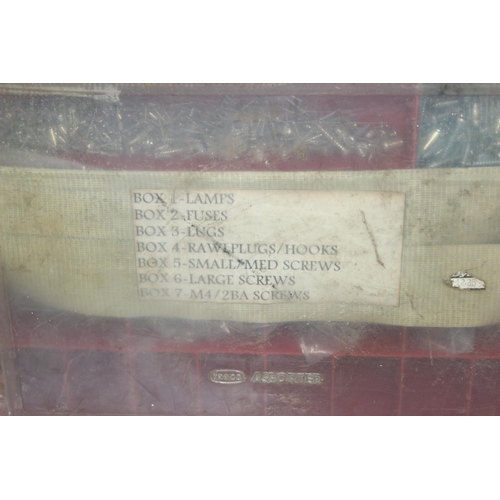 BOX 1-LAMPS
BOX 2-FUSES
BOX 3-LUGS
BOX 4-RAWLPLUGS/HOOKS
BOX 5-SMALL/MED SCREWS
BOX 6-LARGE SCREWS
BOX 7-M4/2BA SCREWS